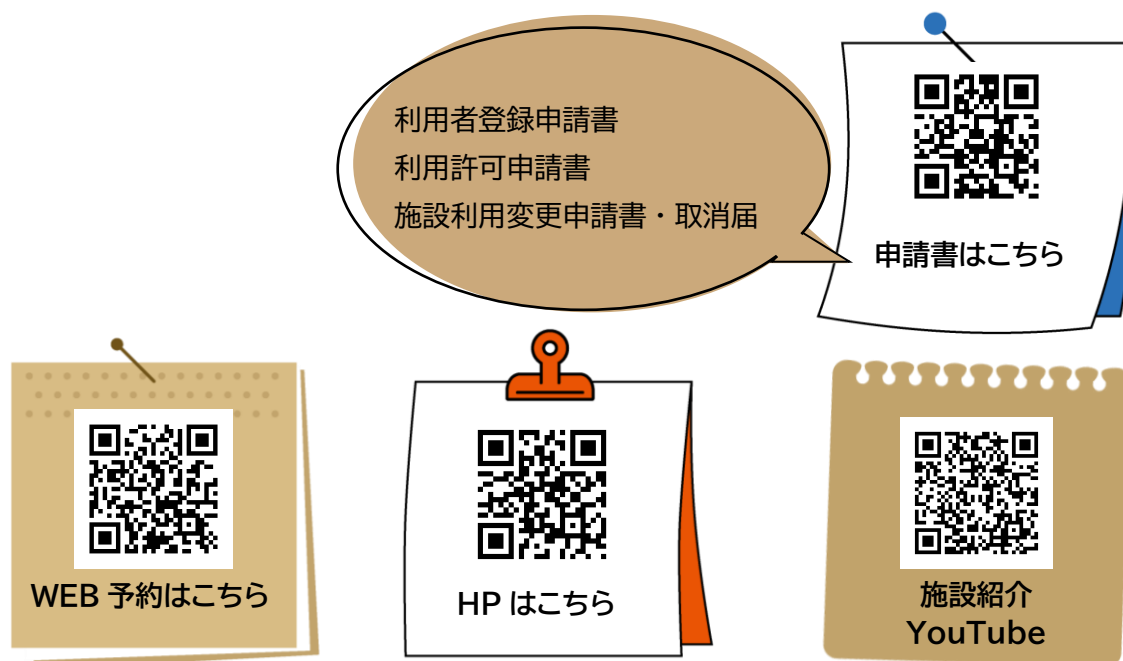 利用者登録申請書
利用許可申請書
施設利用変更申請書・取消届
申請書はこちら
WEB 予約はこちら
HP はこちら
施設紹介
YouTube